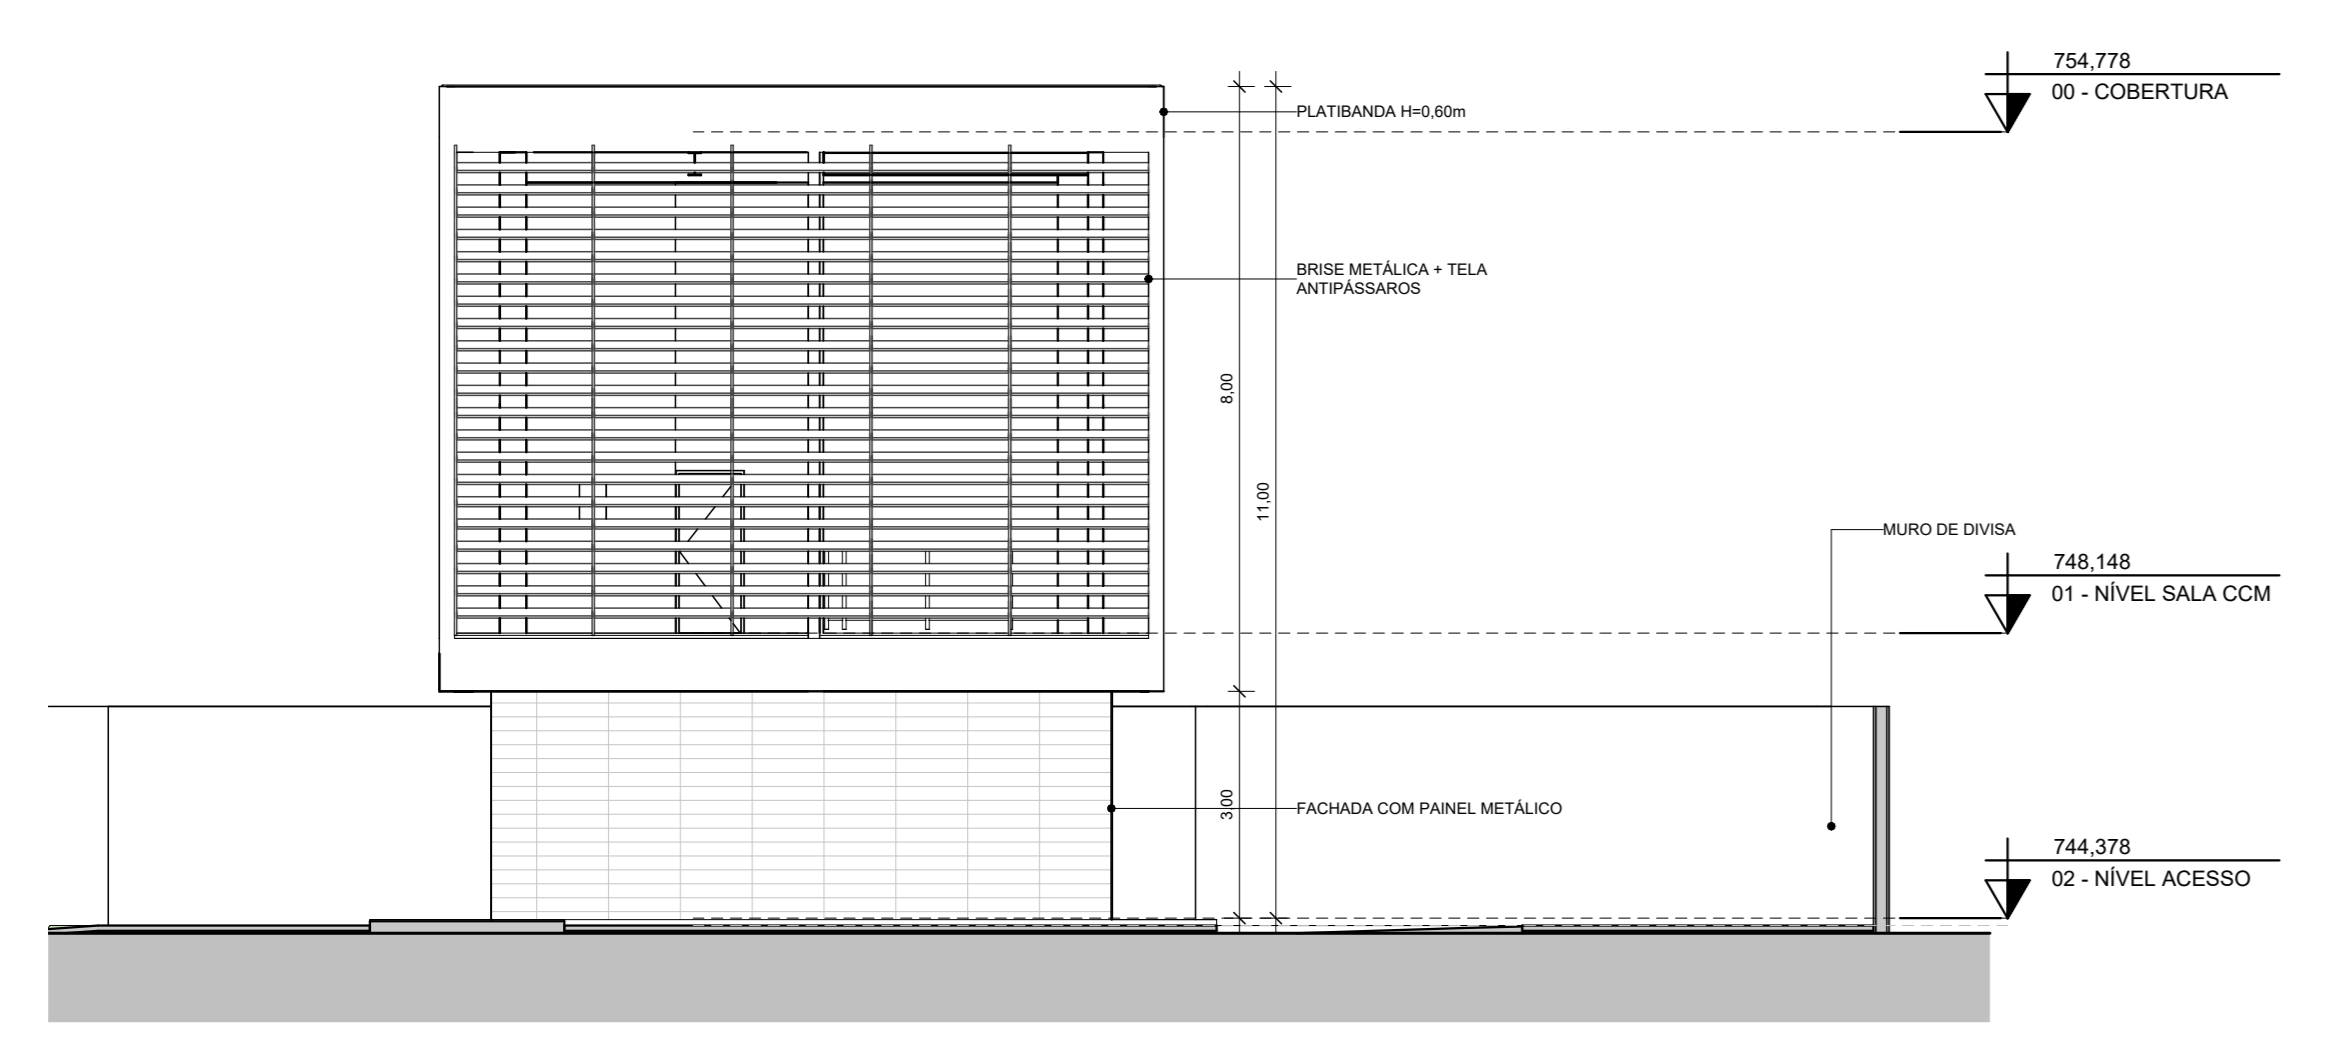 754,778
00 - COBERTURA
PLATIBANDA H=0,60m
BRISE METÁLICA + TELA
ANTIPÁSSAROS
8,00
11,00
MURO DE DIVISA
748,148
01 - NÍVEL SALA CCM
3,00
FACHADA COM PAINEL METÁLICO
744,378
02 - NÍVEL ACESSO